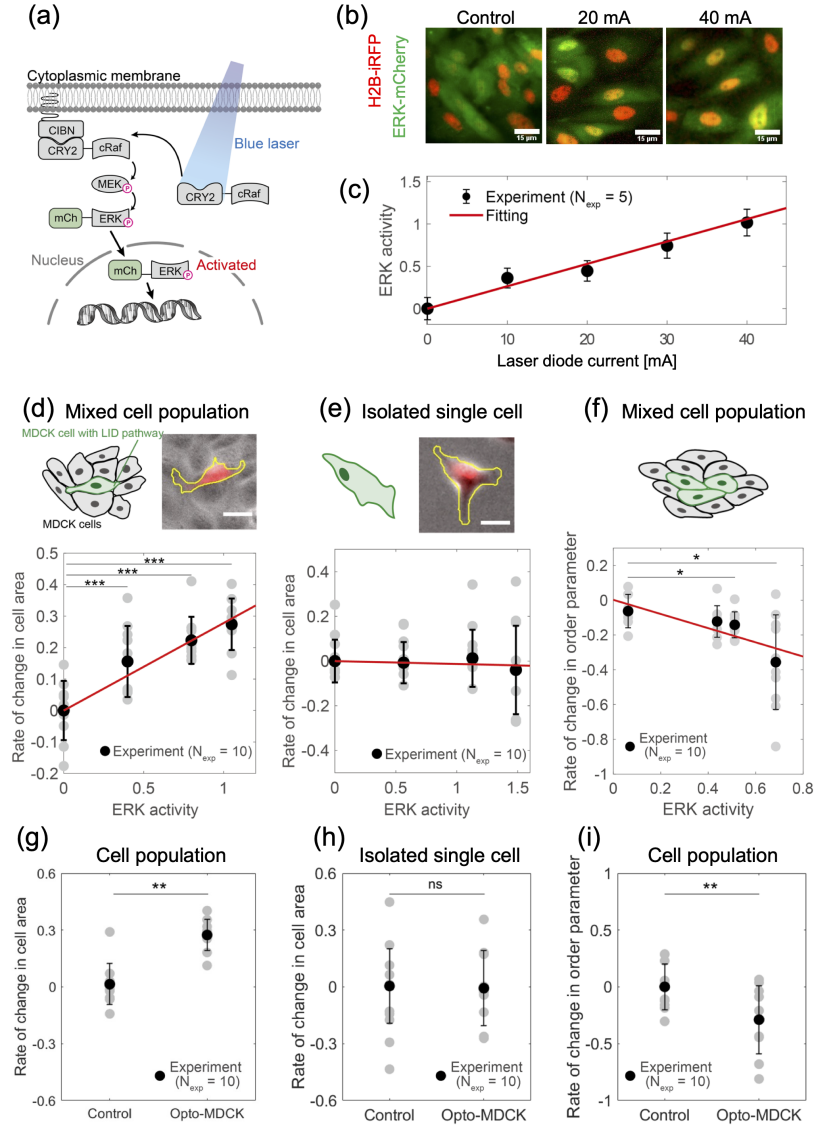 (a)
Cytoplasmic membrane
CIBN
CRY2
cRaf
Blue laser
MEK
P
CRY2
cRaf
mCh
ERK
P
Nucleus
Activated
mCh
ERK
P
(b)
Control
20 mA
40 mA
H2B-iRFP
ERK-mCherry
15 µm
15 µm
15 µm
(c)
Experiment (Nexp = 5)
Fitting
ERK activity
1.5
1
0.5
0
0
10
20
30
40
Laser diode current [mA]
(d)
Mixed cell population
MDCK cell with LID pathway
MDCK cells
Rate of change in cell area
0.5
0.4
0.3
0.2
0.1
0
-0.1
-0.2
***
***
***
Experiment (Nexp = 10)
0
0.5
1
ERK activity
(e)
Isolated single cell
Rate of change in cell area
0.4
0.2
0
-0.2
-0.4
Experiment (Nexp = 10)
0
0.5
1
1.5
ERK activity
(f)
Mixed cell population
Rate of change in order parameter
0.2
0
-0.2
-0.4
-0.6
-0.8
-1
*
*
Experiment
(Nexp = 10)
0
0.2
0.4
0.6
0.8
ERK activity
(g)
Cell population
Rate of change in cell area
0.6
0.3
0
-0.3
-0.6
**
Experiment
(Nexp = 10)
Control
Opto-MDCK
(h)
Isolated single cell
Rate of change in cell area
0.6
0.3
0
-0.3
-0.6
ns
Experiment
(Nexp = 10)
Control
Opto-MDCK
(i)
Cell population
Rate of change in order parameter
1
0.5
0
-0.5
-1
**
Experiment
(Nexp = 10)
Control
Opto-MDCK